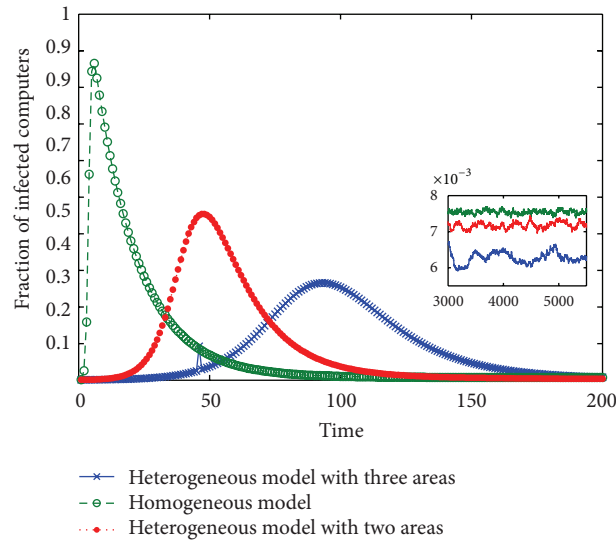 1
0.9
0.8
0.7
0.6
0.5
0.4
0.3
0.2
0.1
Fraction of infected computers
×10⁻³
8
7
6
3000 4000 5000
0 50 100 150 200
Time
Heterogeneous model with three areas
Homogeneous model
Heterogeneous model with two areas